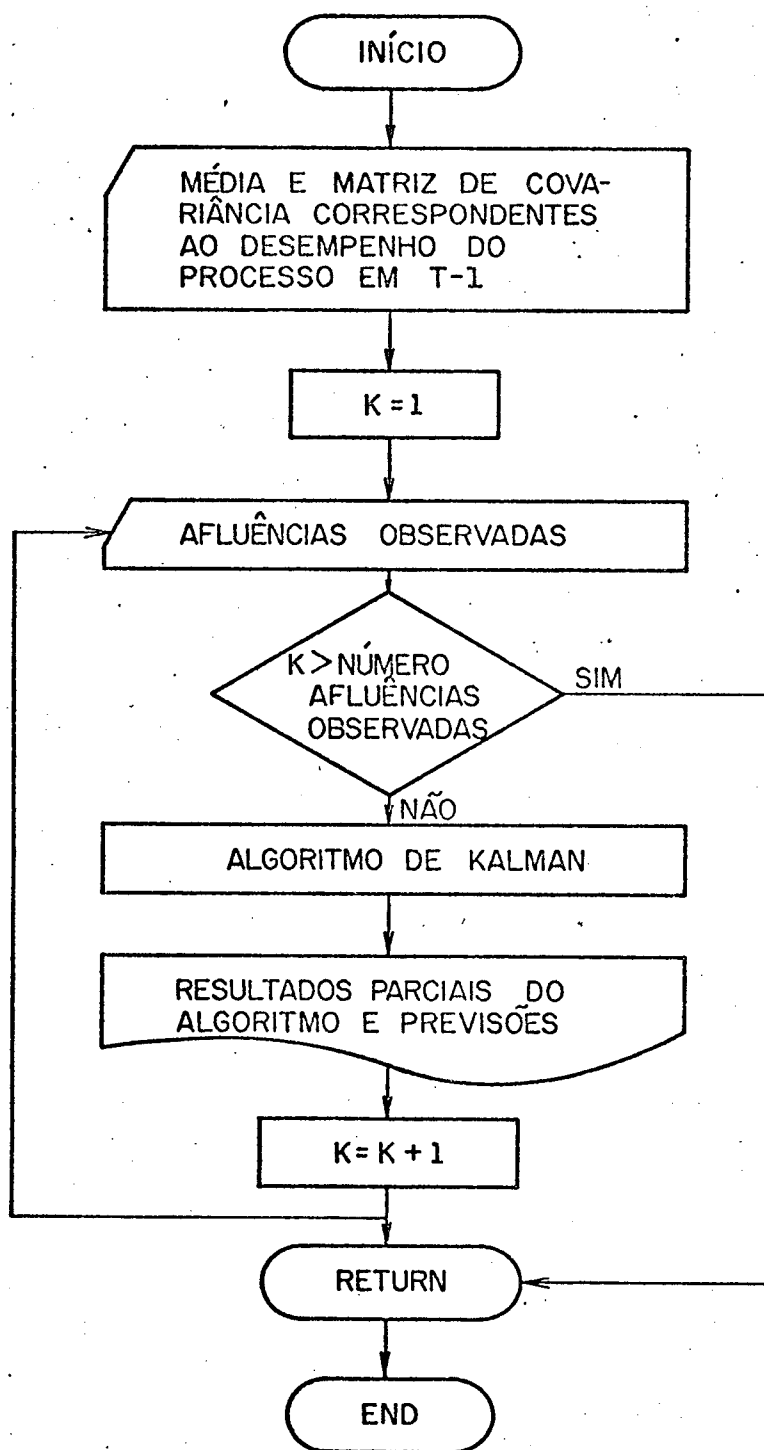 INÍCIO
MÉDIA E MATRIZ DE COVA-
RIÂNCIA CORRESPONDENTES
AO DESEMPENHO DO
PROCESSO EM T-1
K=1
AFLUÊNCIAS OBSERVADAS
K>NÚMERO
AFLUÊNCIAS
OBSERVADAS
SIM
NÃO
ALGORITMO DE KALMAN
RESULTADOS PARCIAIS DO
ALGORITMO E PREVISÕES
K=K+1
RETURN
END